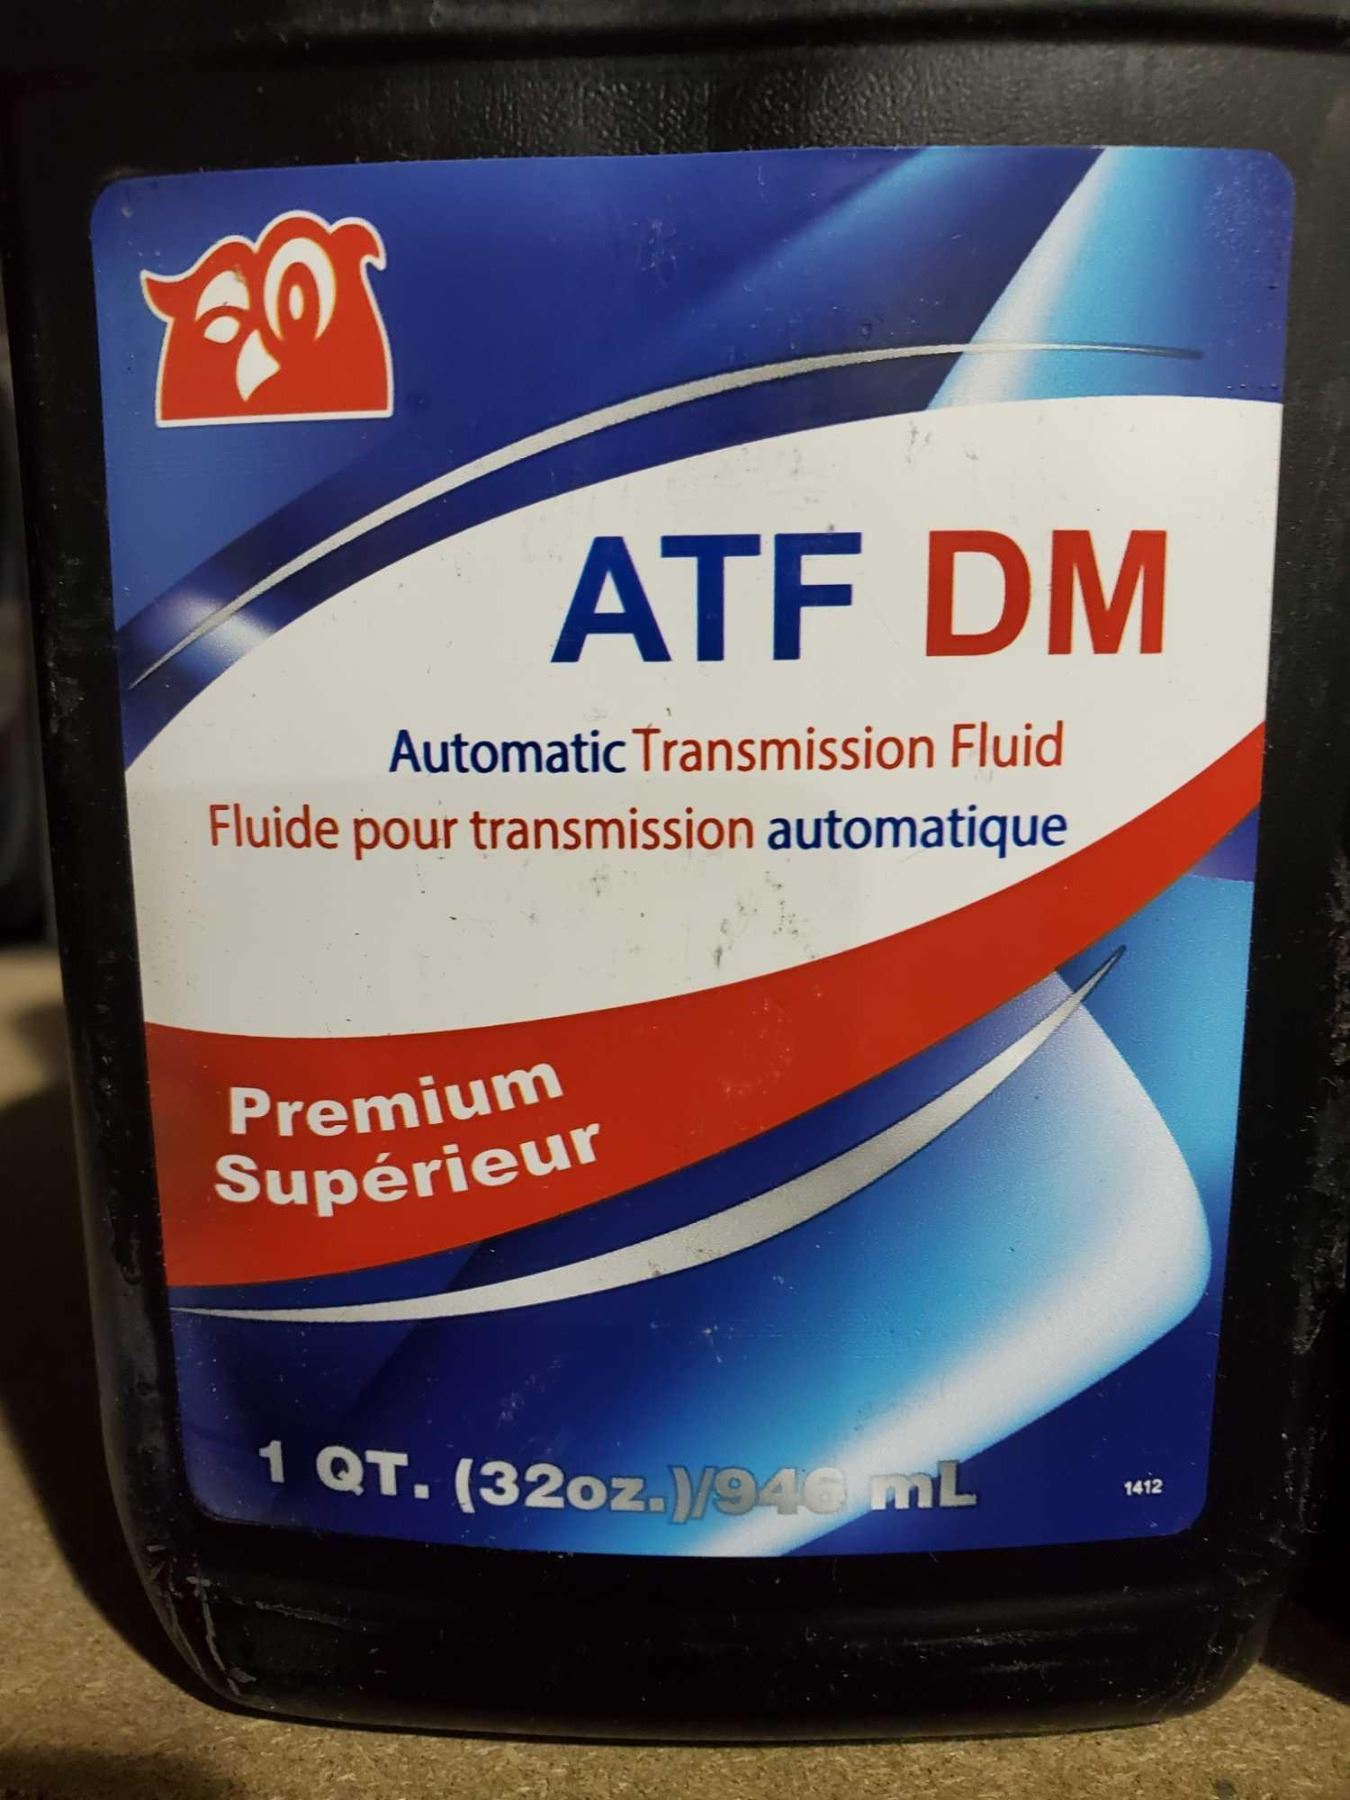 ATF DM
Automatic Transmission Fluid
Fluide pour transmission automatique
Premium
Supérieur
1 QT. (32oz.)/946 mL
1412